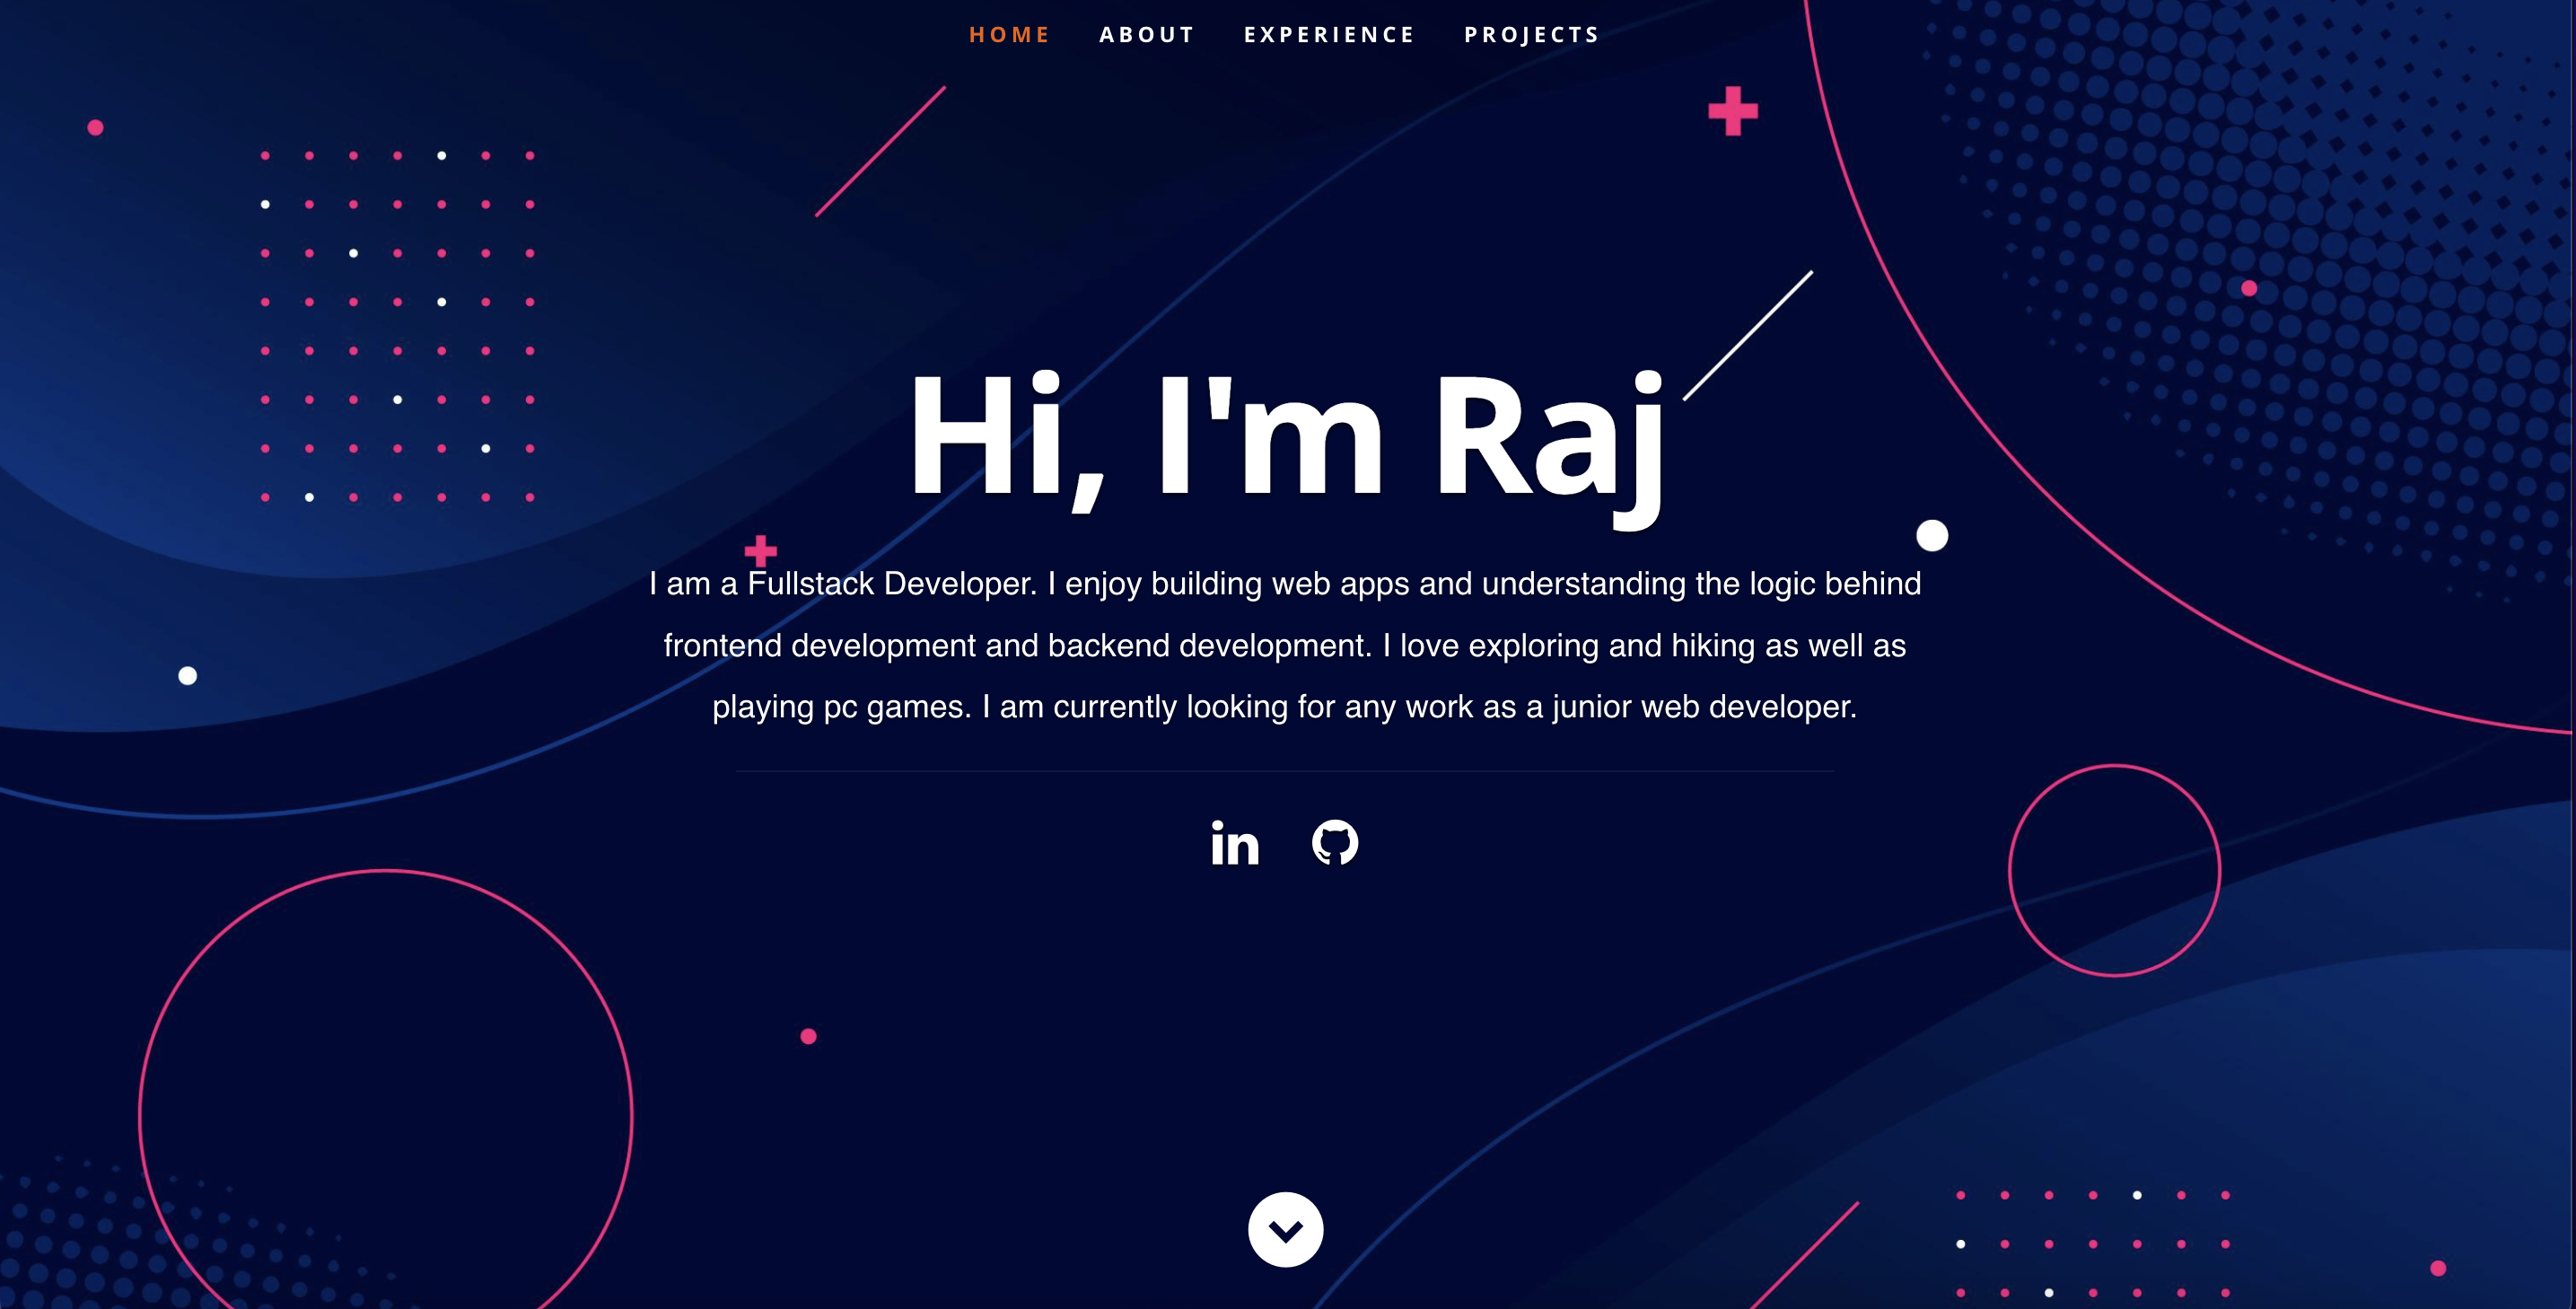 HOME ABOUT EXPERIENCE PROJECTS
Hi, I'm Raj
I am a Fullstack Developer. I enjoy building web apps and understanding the logic behind
frontend development and backend development. I love exploring and hiking as well as
playing pc games. I am currently looking for any work as a junior web developer.
in